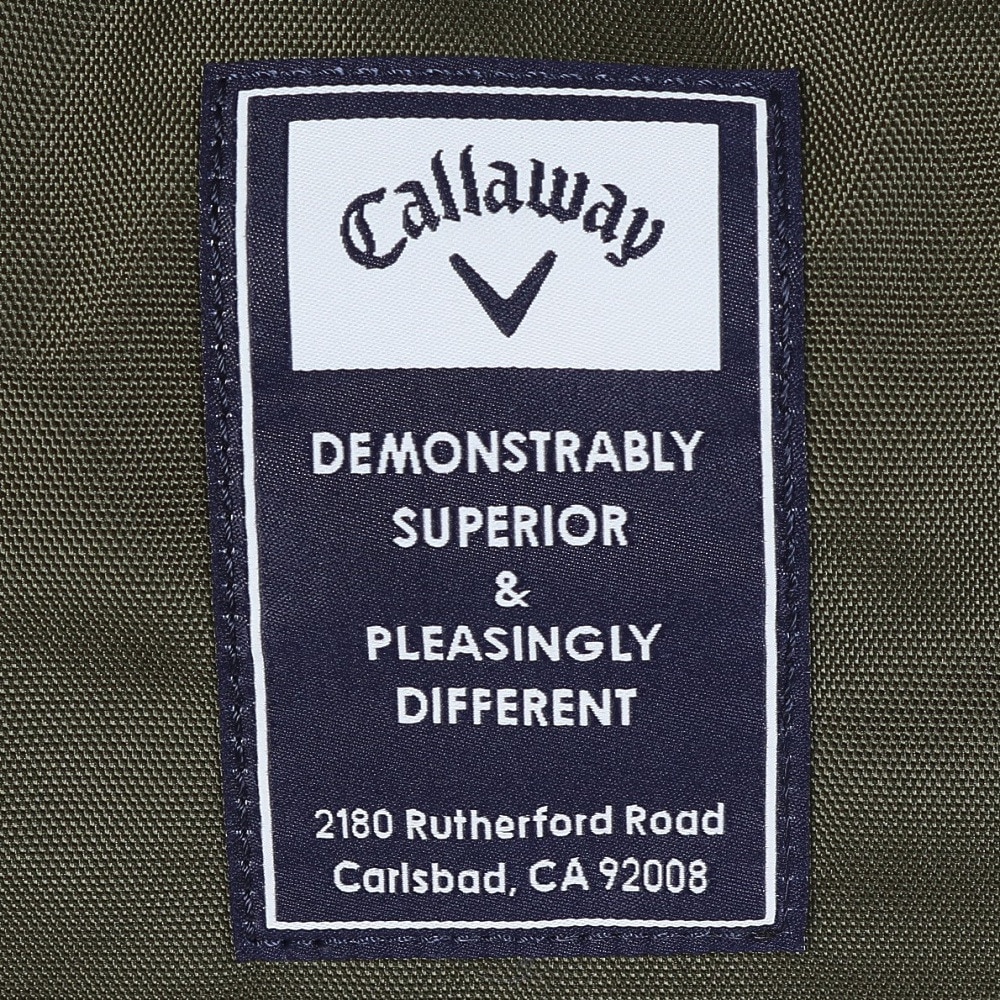 Callaway
DEMONSTRABLY
SUPERIOR
&
PLEASINGLY
DIFFERENT
2180 Rutherford Road
Carlsbad, CA 92008